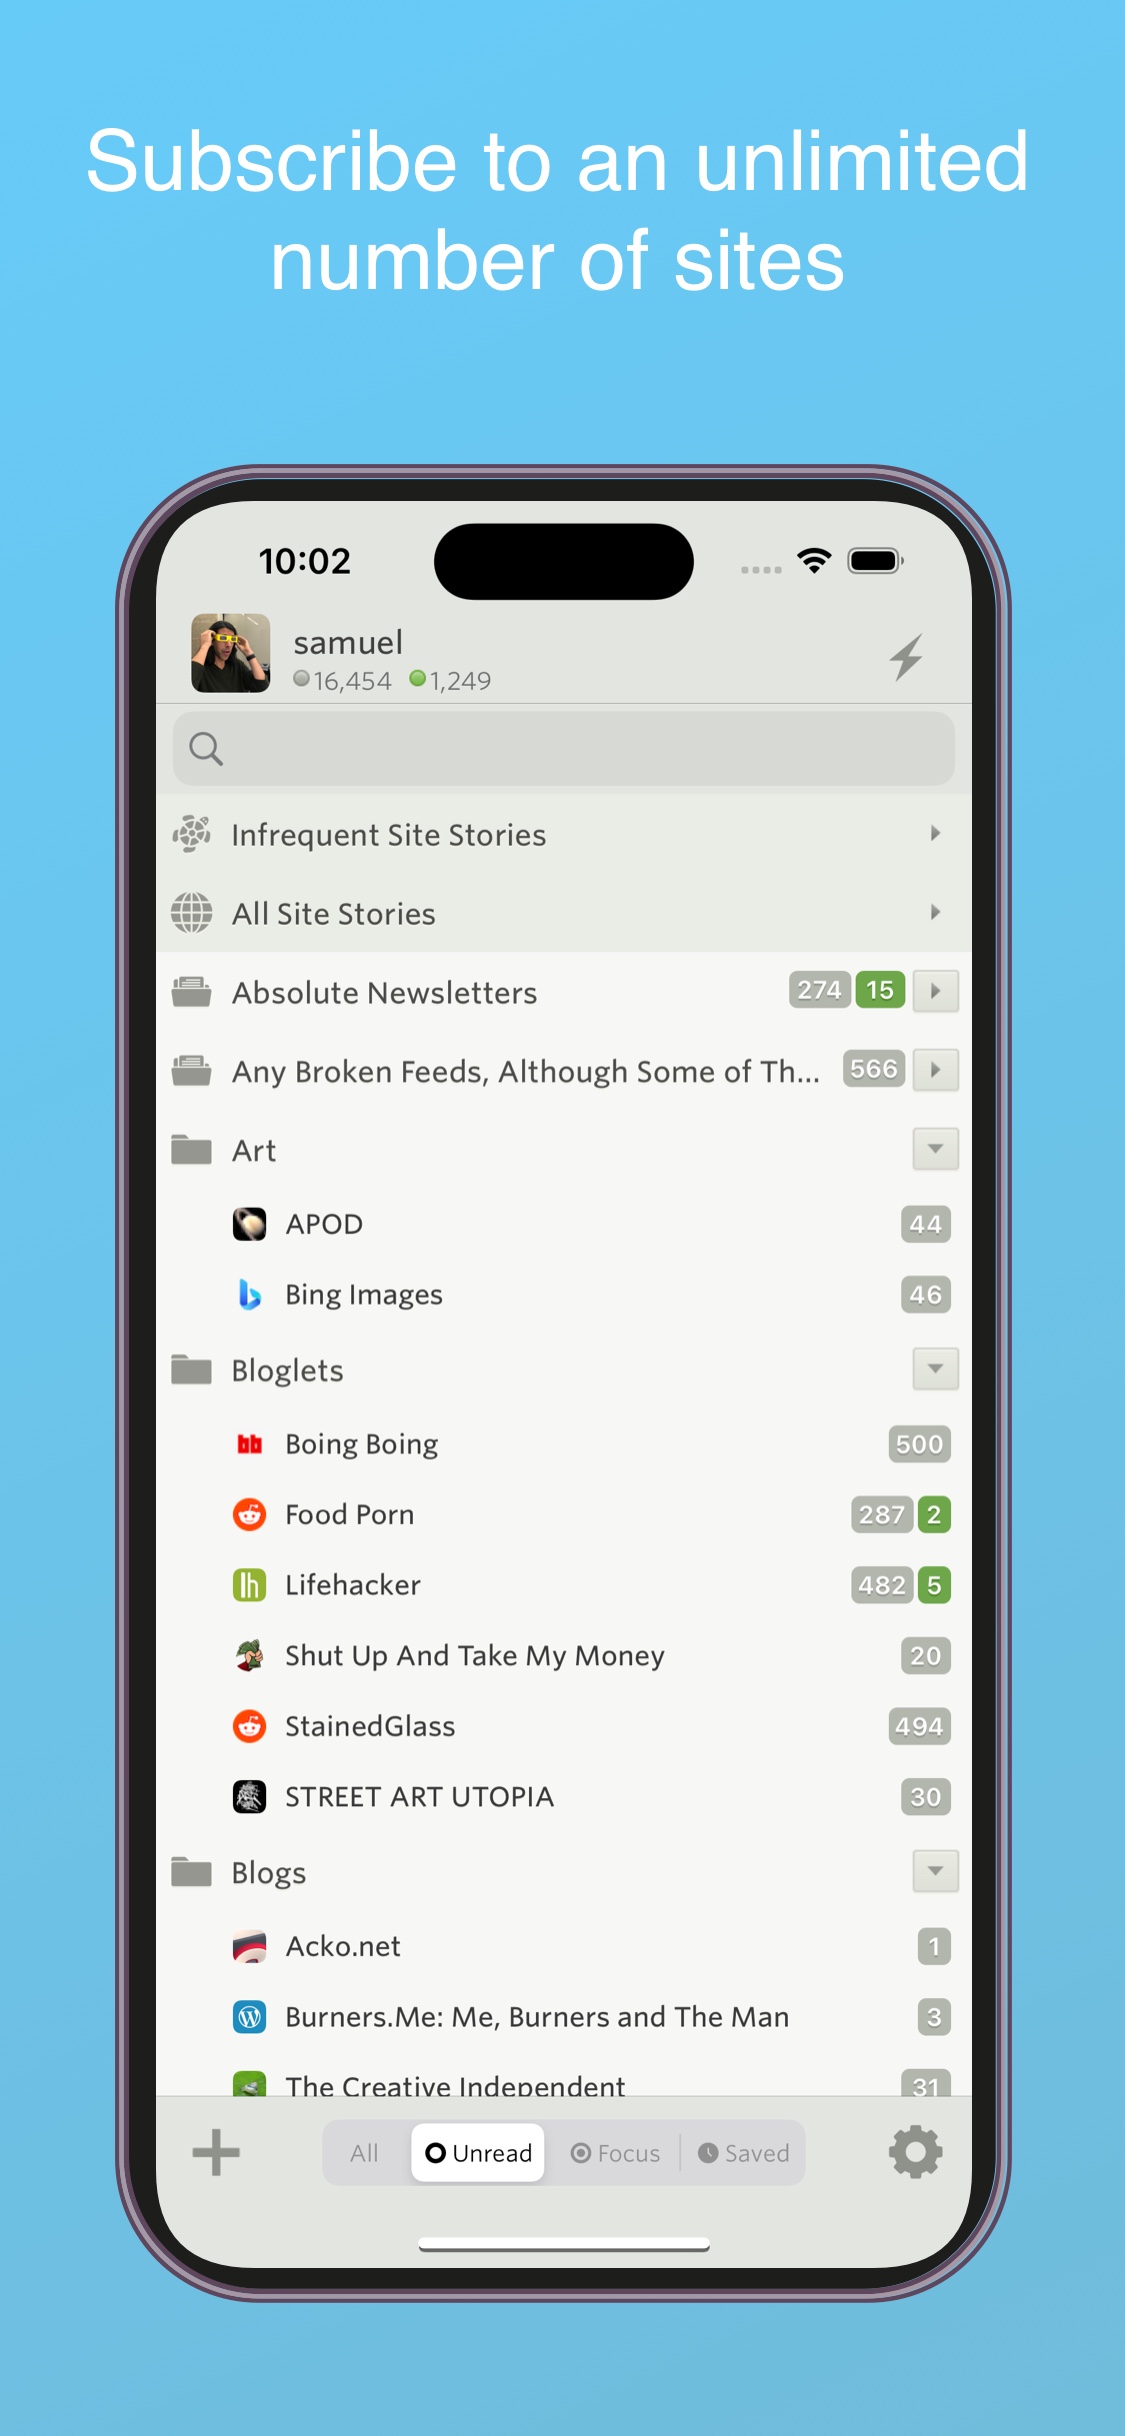 Subscribe to an unlimited
number of sites
10:02
samuel
16,454 1,249
Infrequent Site Stories
All Site Stories
Absolute Newsletters 274 15
Any Broken Feeds, Although Some of Th... 566
Art
APOD 44
Bing Images 46
Bloglets
bb Boing Boing 500
Food Porn 287 2
lh Lifehacker 482 5
Shut Up And Take My Money 20
StainedGlass 494
STREET ART UTOPIA 30
Blogs
Acko.net 1
Burners.Me: Me, Burners and The Man 3
The Creative Independent 31
All Unread Focus Saved